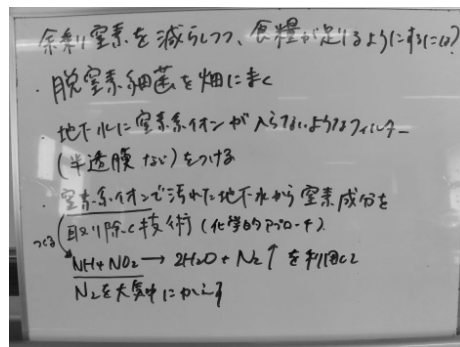 余剰窒素を減らしつつ、食糧が足りるようにするには?
・脱窒素細菌を畑にまく
地下水に窒素系イオンが入らないようなフィルター
(半透膜など)をつける
・窒素系イオンで汚れた地下水から窒素成分を
取り除く技術(化学的アプローチ)
つくる
NH4NO2 → 2H2O + N2↑ を利用して
N2を大気中にかえす